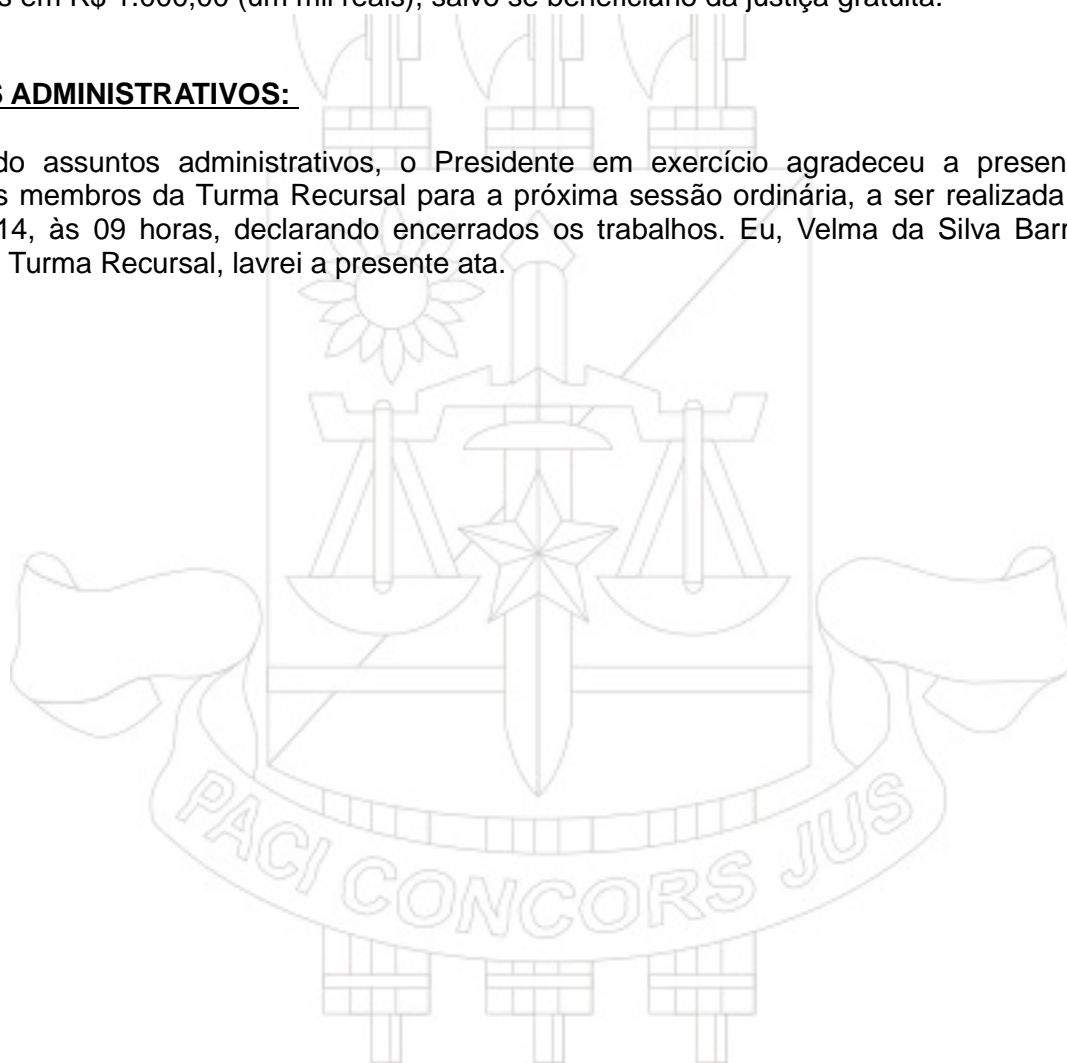 s em R$ 1.000,00 (um mil reais), salvo se beneficiário da justiça gratuita.
S ADMINISTRATIVOS:
do assuntos administrativos, o Presidente em exercício agradeceu a presen
s membros da Turma Recursal para a próxima sessão ordinária, a ser realizada
14, às 09 horas, declarando encerrados os trabalhos. Eu, Velma da Silva Barr
Turma Recursal, lavrei a presente ata.
PACI CONCORS JUS